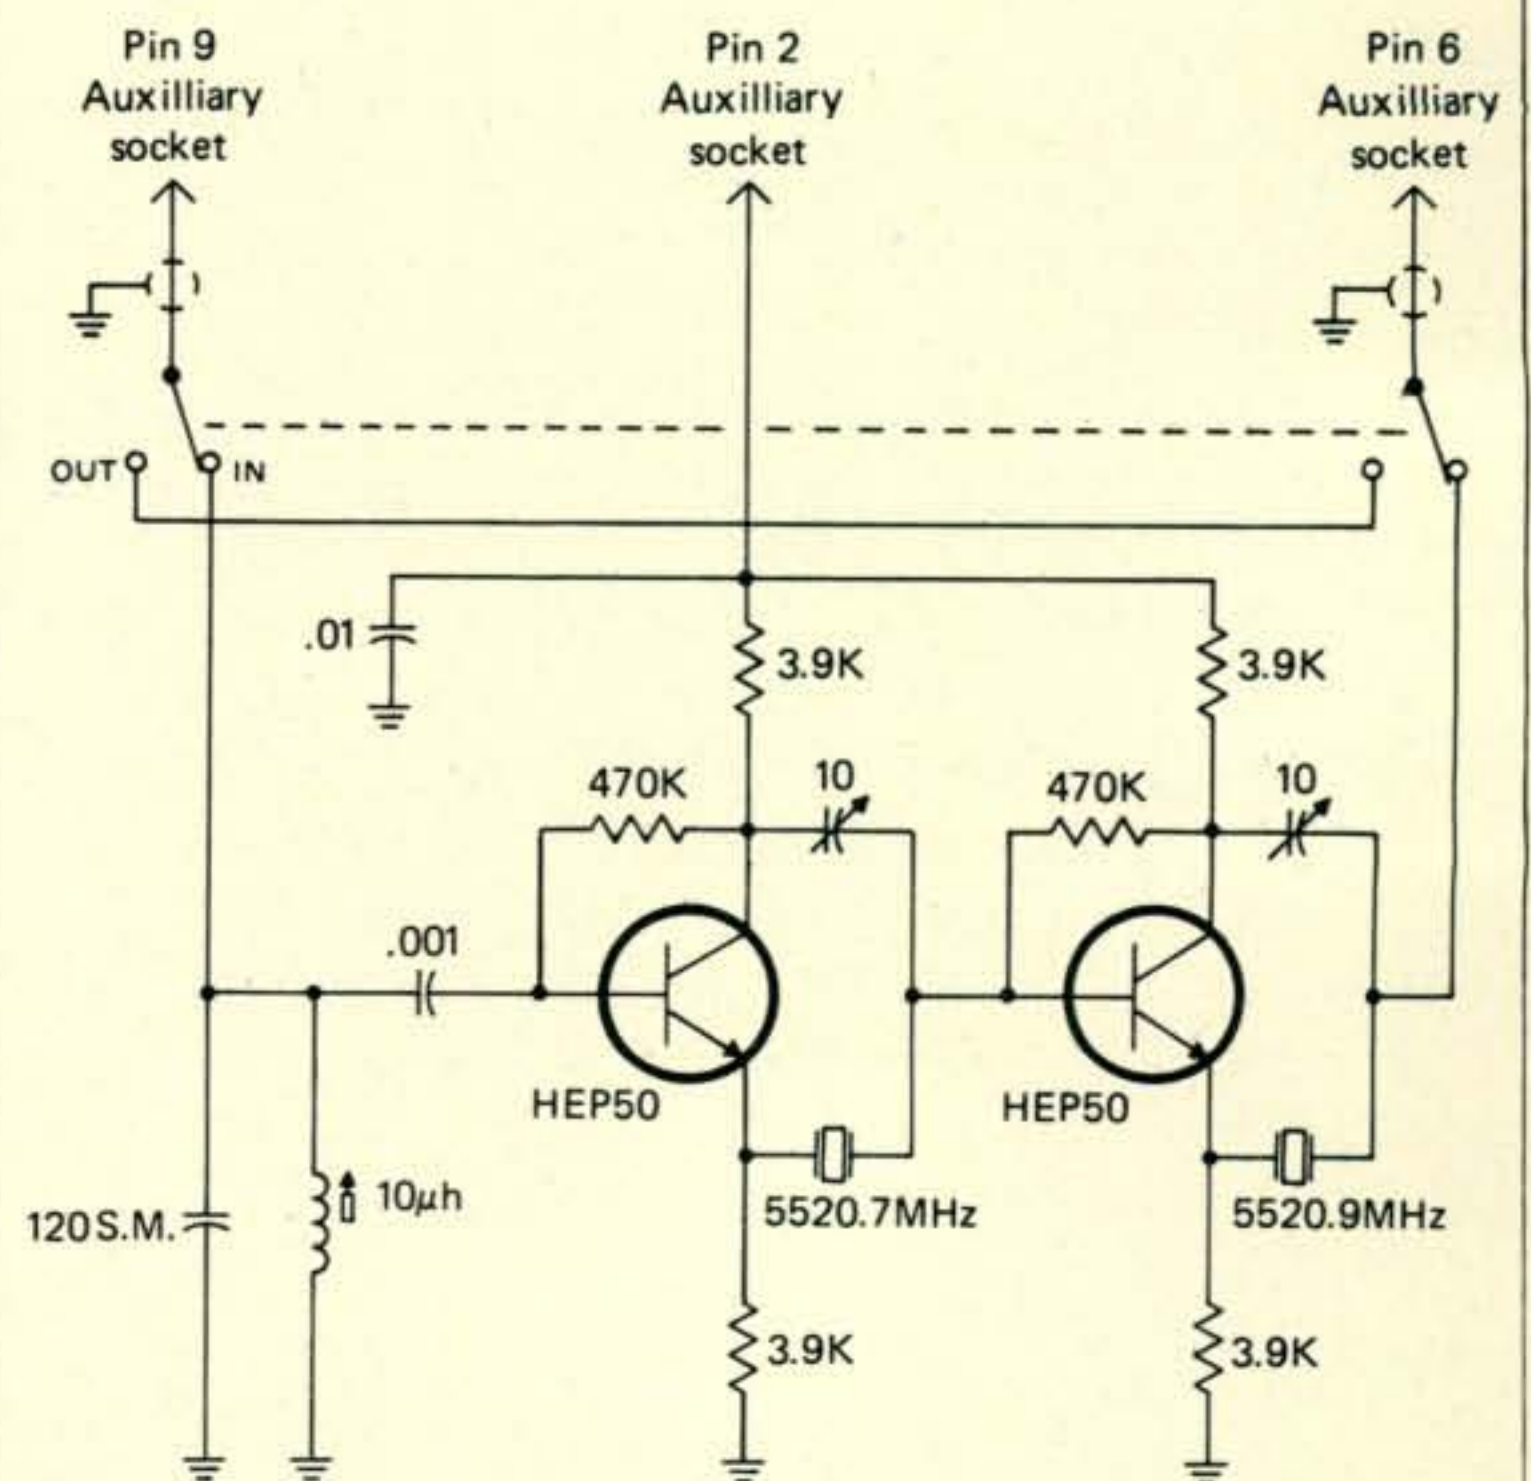 Pin 9
Auxilliary
socket
Pin 2
Auxilliary
socket
Pin 6
Auxilliary
socket
OUT
IN
.01
3.9K
3.9K
470K
10
470K
10
.001
HEP50
HEP50
120 S.M.
10μh
5520.7MHz
5520.9MHz
3.9K
3.9K